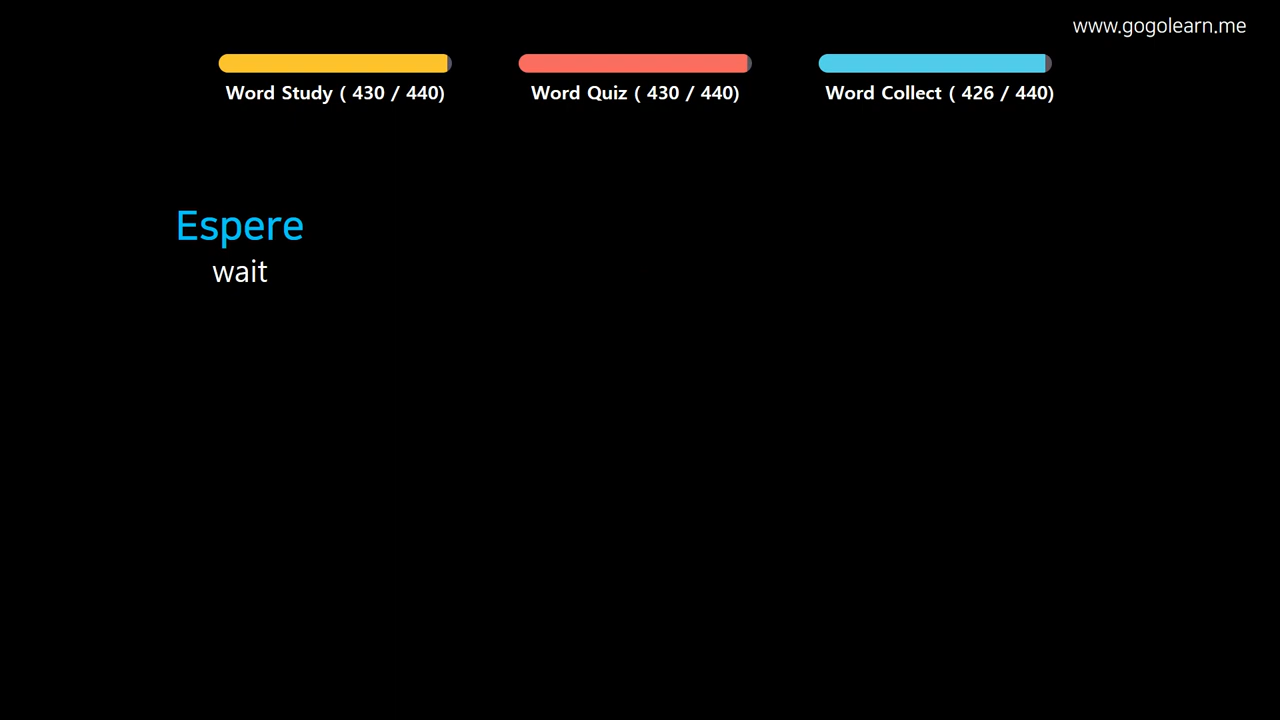 www.gogolearn.me
Word Study ( 430 / 440)
Word Quiz ( 430 / 440)
Word Collect ( 426 / 440)
Espere
wait